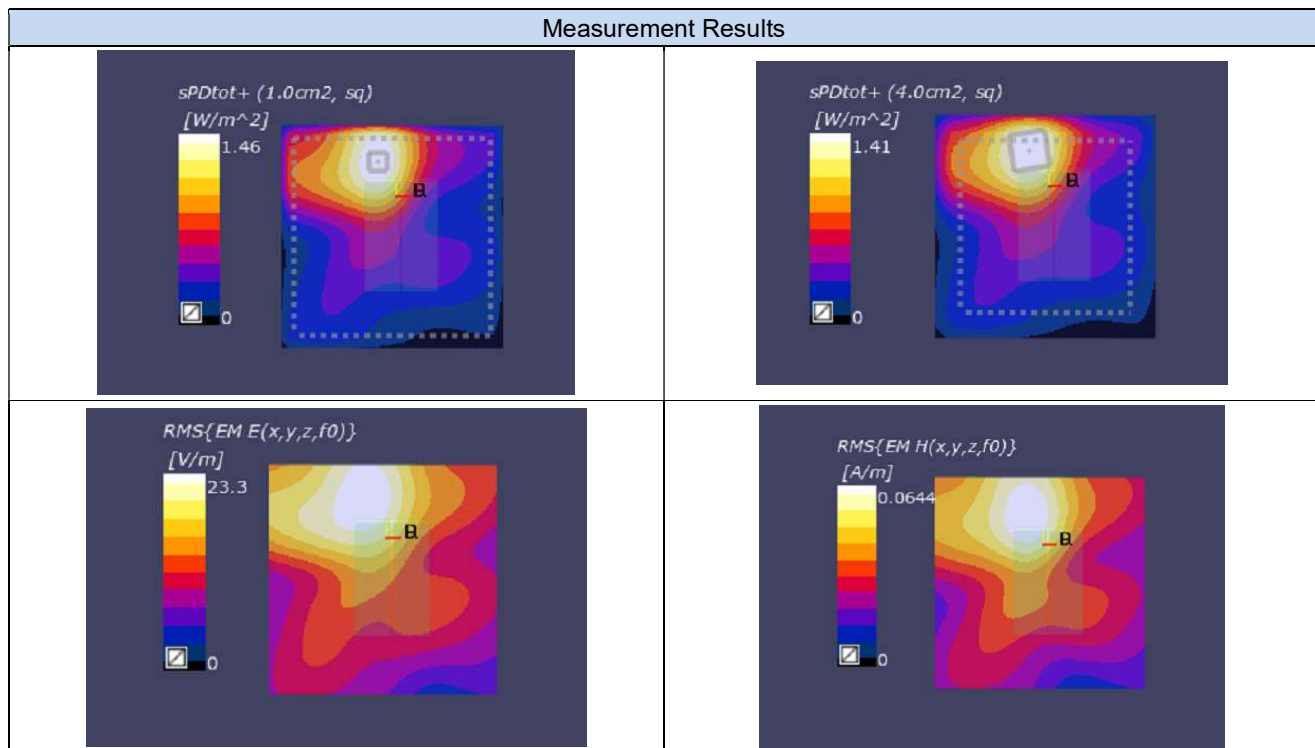 Measurement Results
sPDtot+ (1.0cm2, sq)
[W/m^2]
1.46
0
sPDtot+ (4.0cm2, sq)
[W/m^2]
1.41
0
RMS{EM E(x,y,z,f0)}
[V/m]
23.3
0
RMS{EM H(x,y,z,f0)}
[A/m]
0.0644
0